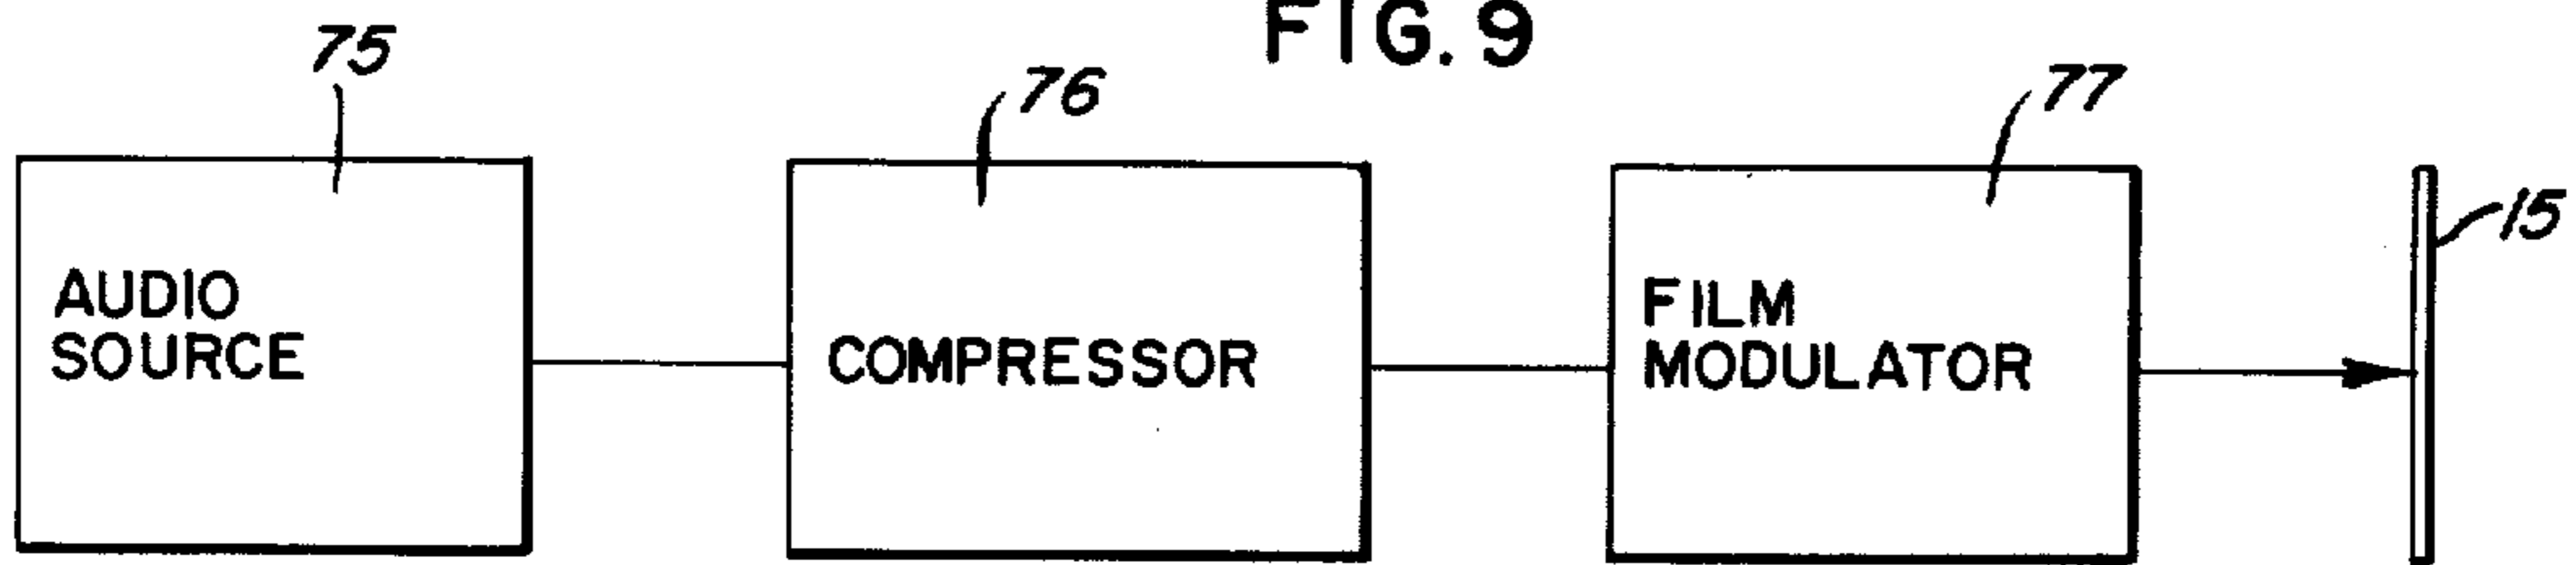 FIG. 9
75
76
77
15
AUDIO
SOURCE
COMPRESSOR
FILM
MODULATOR